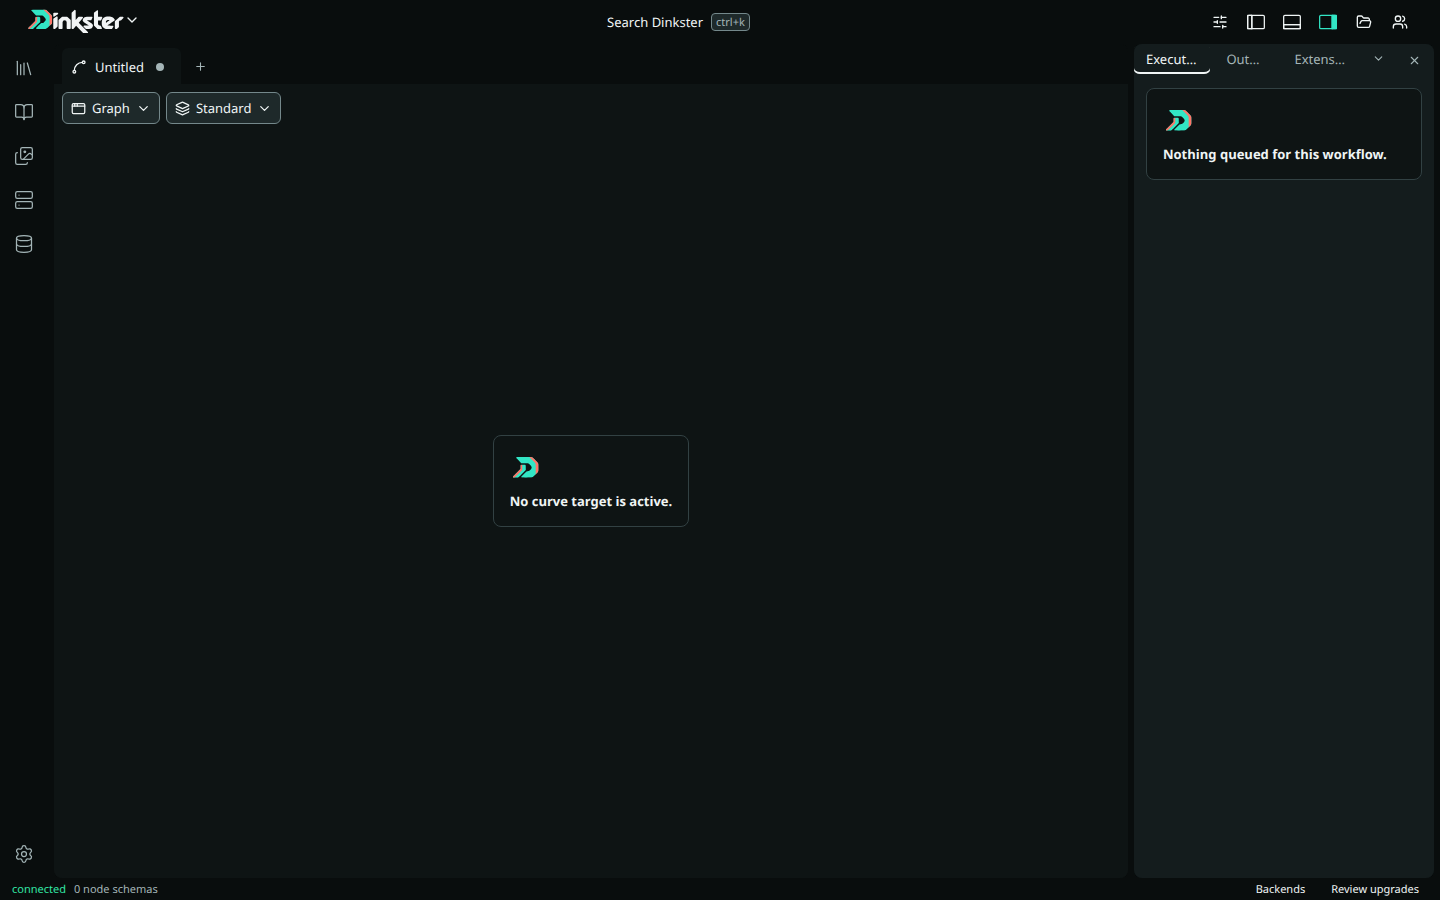 Dinkster
Search Dinkster ctrl+k
Untitled
Execut... Out... Extens...
Graph Standard
Nothing queued for this workflow.
No curve target is active.
connected 0 node schemas
Backends Review upgrades